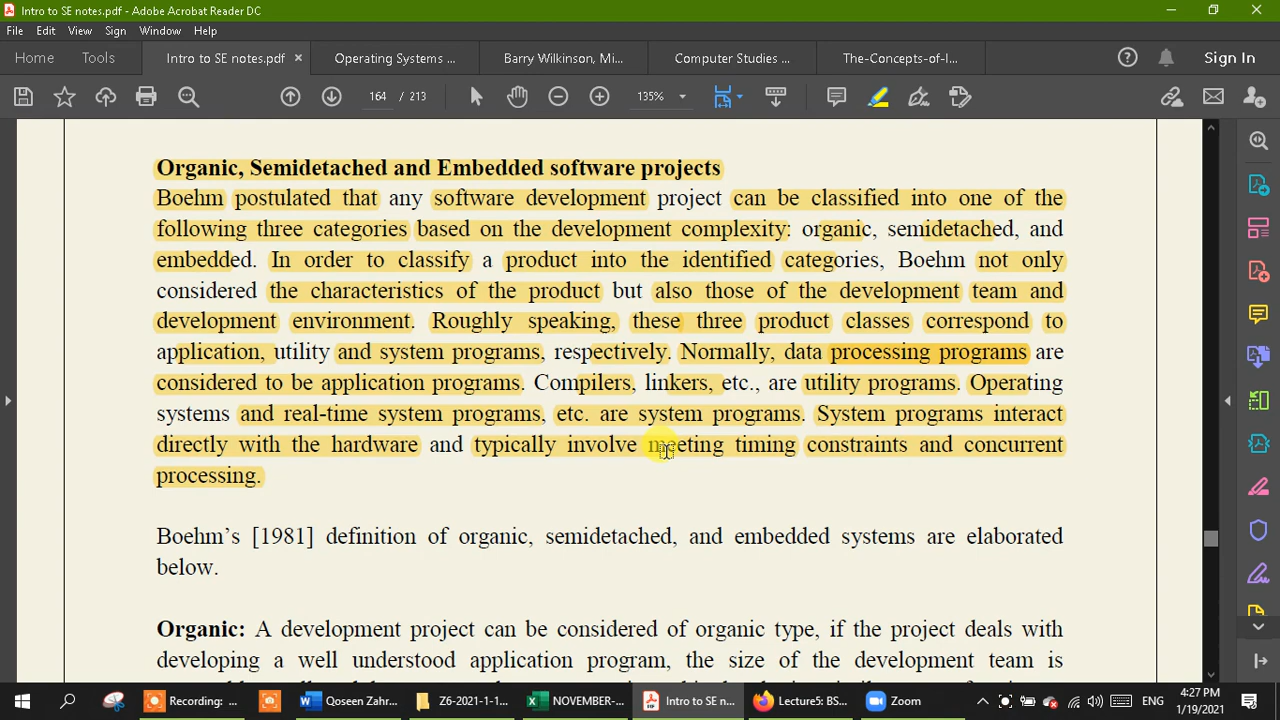 Intro to SE notes.pdf - Adobe Acrobat Reader DC
File Edit View Sign Window Help
Home Tools Intro to SE notes.pdf × Operating Systems ... Barry Wilkinson, Mi... Computer Studies ... The-Concepts-of-I... Sign In
164 / 213 135%
Organic, Semidetached and Embedded software projects
Boehm postulated that any software development project can be classified into one of the
following three categories based on the development complexity: organic, semidetached, and
embedded. In order to classify a product into the identified categories, Boehm not only
considered the characteristics of the product but also those of the development team and
development environment. Roughly speaking, these three product classes correspond to
application, utility and system programs, respectively. Normally, data processing programs are
considered to be application programs. Compilers, linkers, etc., are utility programs. Operating
systems and real-time system programs, etc. are system programs. System programs interact
directly with the hardware and typically involve meeting timing constraints and concurrent
processing.
Boehm's [1981] definition of organic, semidetached, and embedded systems are elaborated
below.
Organic: A development project can be considered of organic type, if the project deals with
developing a well understood application program, the size of the development team is
Recording: ... Qoseen Zahr... Z6-2021-1-1... NOVEMBER-... Intro to SE n... Lecture5: BS... Zoom ENG 4:27 PM
1/19/2021